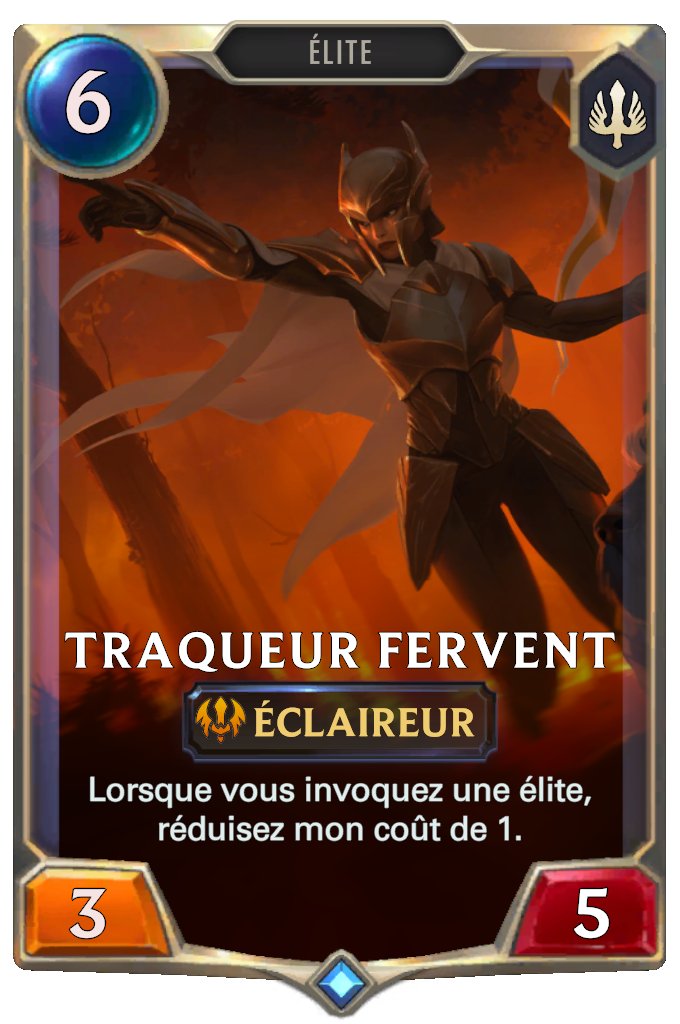 ÉLITE
6
TRAQUEUR FERVENT
ÉCLAIREUR
Lorsque vous invoquez une élite,
réduisez mon coût de 1.
3
5